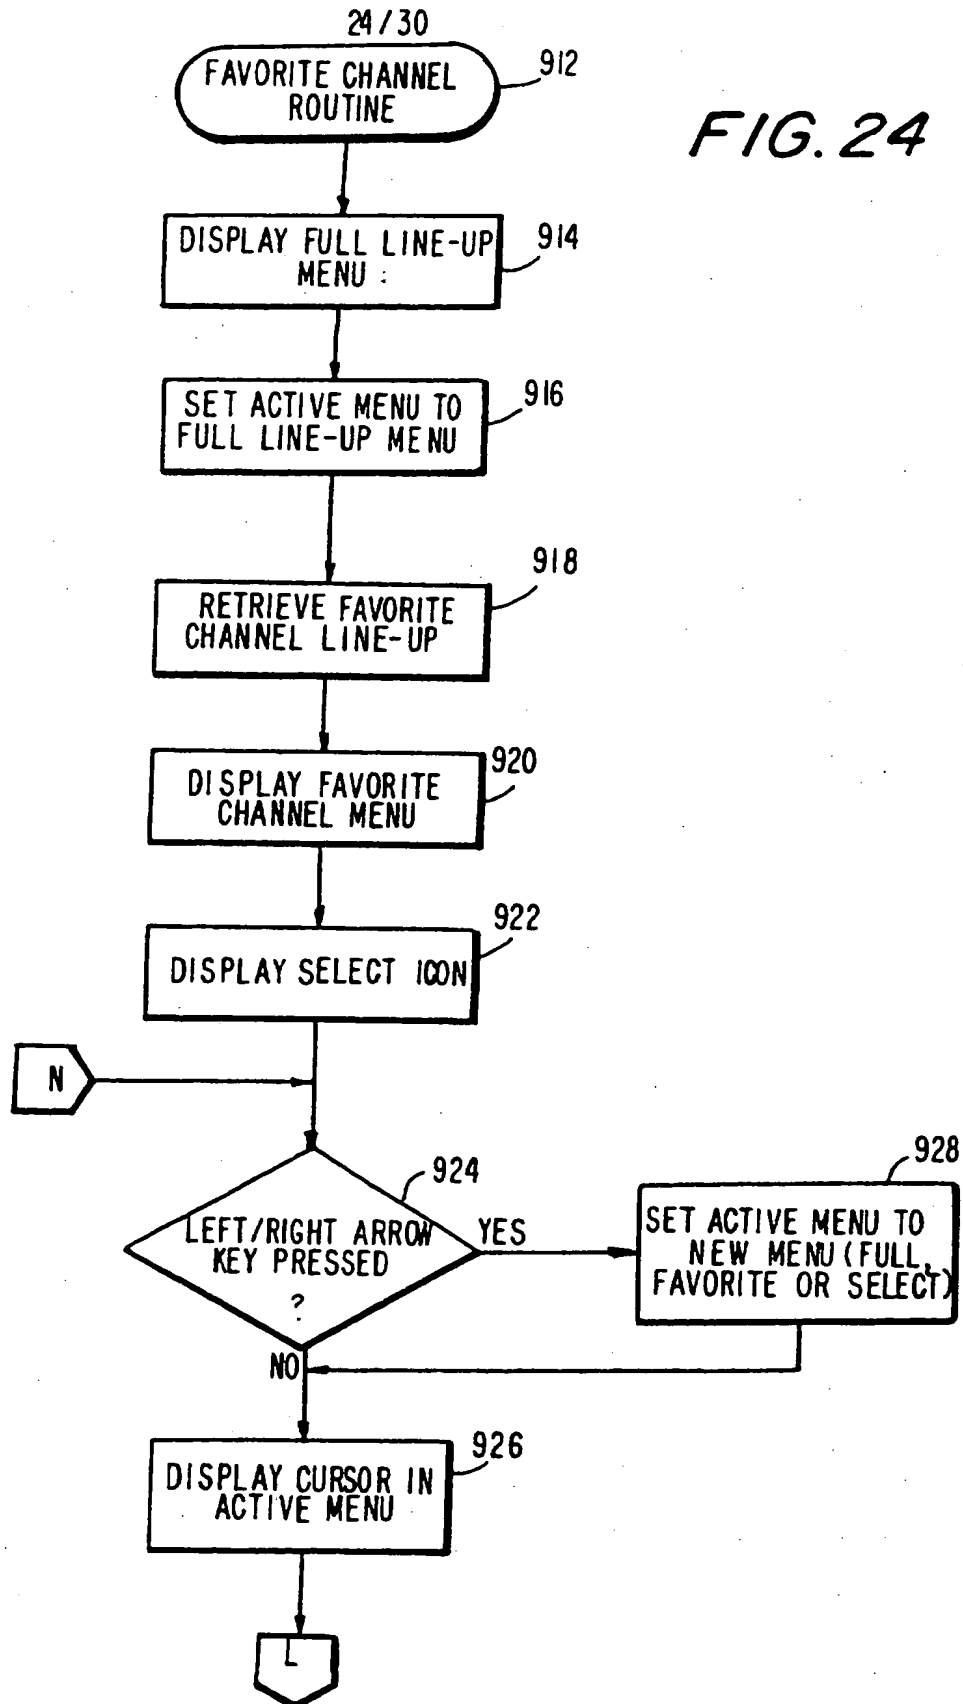 24/30
FAVORITE CHANNEL
ROUTINE
912
FIG. 24
DISPLAY FULL LINE-UP
MENU :
914
SET ACTIVE MENU TO
FULL LINE-UP MENU
916
RETRIEVE FAVORITE
CHANNEL LINE-UP
918
DISPLAY FAVORITE
CHANNEL MENU
920
DISPLAY SELECT ICON
922
N
LEFT/RIGHT ARROW
KEY PRESSED
?
924
YES
SET ACTIVE MENU TO
NEW MENU (FULL,
FAVORITE OR SELECT)
928
NO
DISPLAY CURSOR IN
ACTIVE MENU
926
L